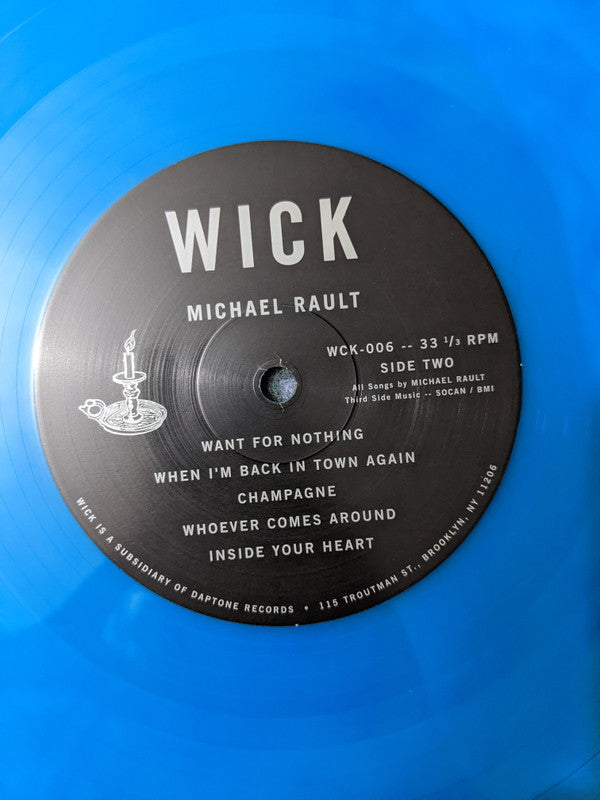 WICK
MICHAEL RAULT
WCK-006 -- 33 ⅓ RPM
SIDE TWO
All Songs by MICHAEL RAULT
Third Side Music -- SOCAN / BMI
WANT FOR NOTHING
WHEN I'M BACK IN TOWN AGAIN
CHAMPAGNE
WHOEVER COMES AROUND
INSIDE YOUR HEART
WICK IS A SUBSIDIARY OF DAPTONE RECORDS • 115 TROUTMAN ST., BROOKLYN, NY 11206